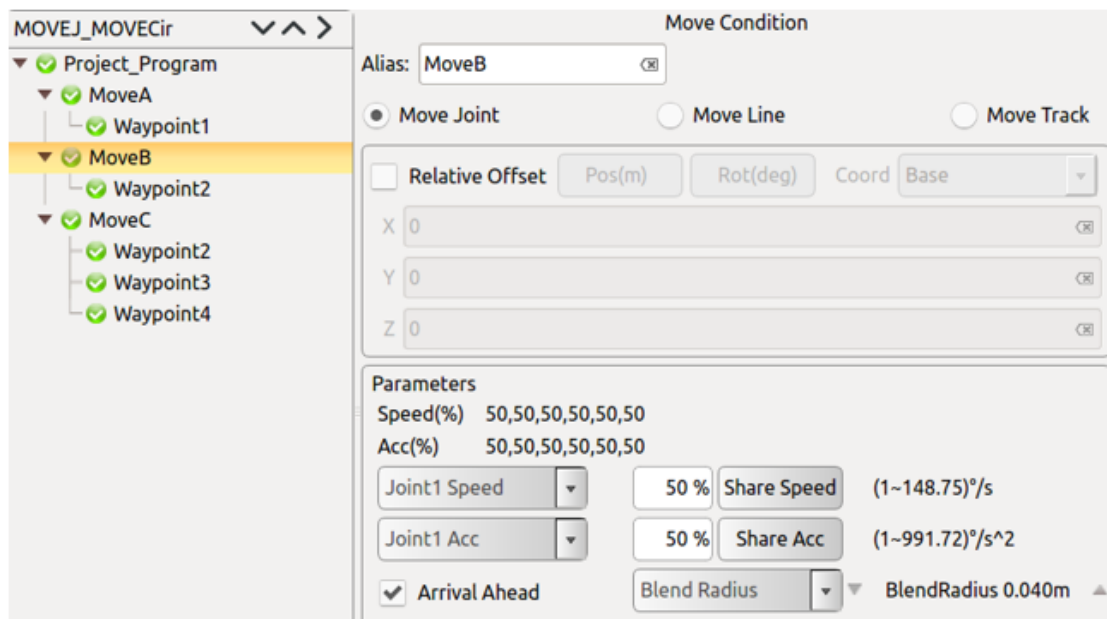 MOVEJ_MOVECir
Project_Program
MoveA
Waypoint1
MoveB
Waypoint2
MoveC
Waypoint2
Waypoint3
Waypoint4
Move Condition
Alias: MoveB
Move Joint Move Line Move Track
Relative Offset Pos(m) Rot(deg) Coord Base
X 0
Y 0
Z 0
Parameters
Speed(%) 50,50,50,50,50,50
Acc(%) 50,50,50,50,50,50
Joint1 Speed 50 % Share Speed (1~148.75)°/s
Joint1 Acc 50 % Share Acc (1~991.72)°/s^2
Arrival Ahead Blend Radius BlendRadius 0.040m